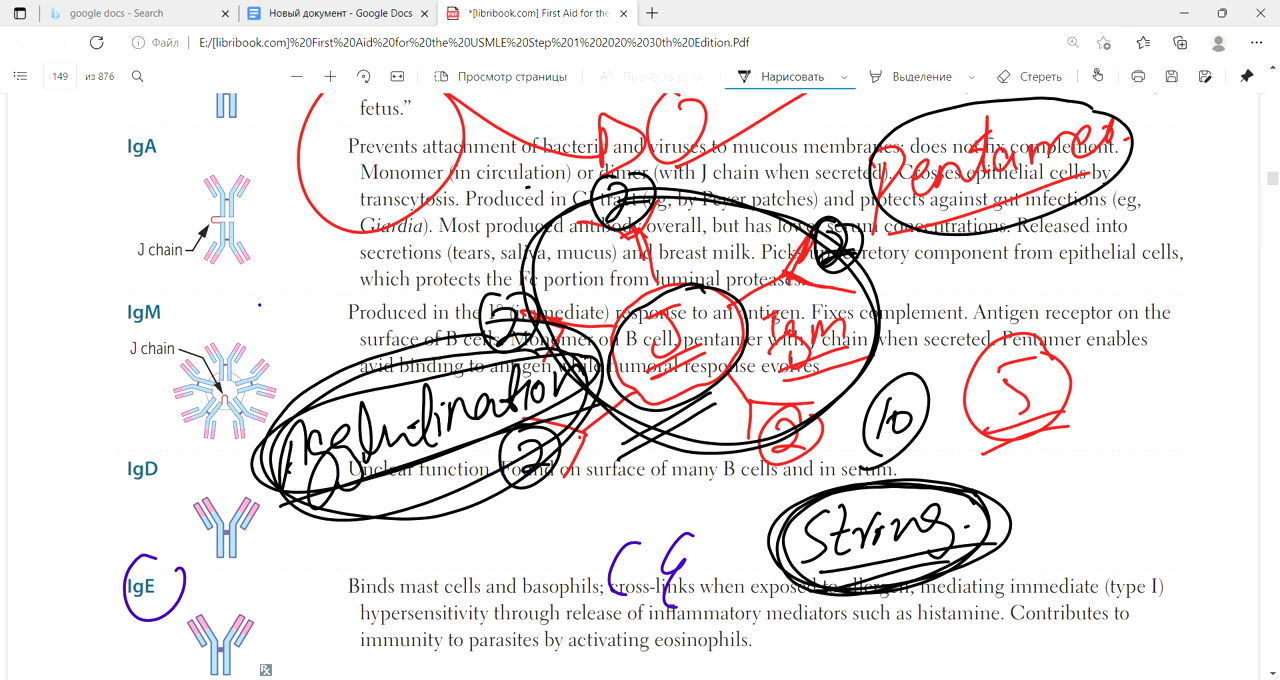 google docs - Search
Новый документ - Google Docs
*[libribook.com] First Aid for the
Файл
E:/[libribook.com]%20First%20Aid%20for%20the%20USMLE%20Step%201%202020%2030th%20Edition.Pdf
149 из 876
Просмотр страницы
Прочесть вслух
Нарисовать
Выделение
Стереть
fetus.”
IgA
Prevents attachment of bacteria and viruses to mucous membranes; does not fix complement.
Monomer (in circulation) or dimer (with J chain when secreted). Crosses epithelial cells by
transcytosis. Produced in GI tract (eg, by Peyer patches) and protects against gut infections (eg,
Giardia). Most produced antibody overall, but has lower serum concentrations. Released into
secretions (tears, saliva, mucus) and breast milk. Picks up secretory component from epithelial cells,
which protects the Fc portion from luminal proteases.
J chain
Pentamer.
IgM
Produced in the 1° (immediate) response to an antigen. Fixes complement. Antigen receptor on the
surface of B cells. Monomer on B cell, pentamer with J chain when secreted. Pentamer enables
avid binding to antigen while humoral response evolves.
J chain
2
2
2
2
2
J
IgM
5
10
Agglutination
IgD
Unclear function. Found on surface of many B cells and in serum.
Strong.
IgE
Binds mast cells and basophils; cross-links when exposed to allergen, mediating immediate (type I)
hypersensitivity through release of inflammatory mediators such as histamine. Contributes to
immunity to parasites by activating eosinophils.